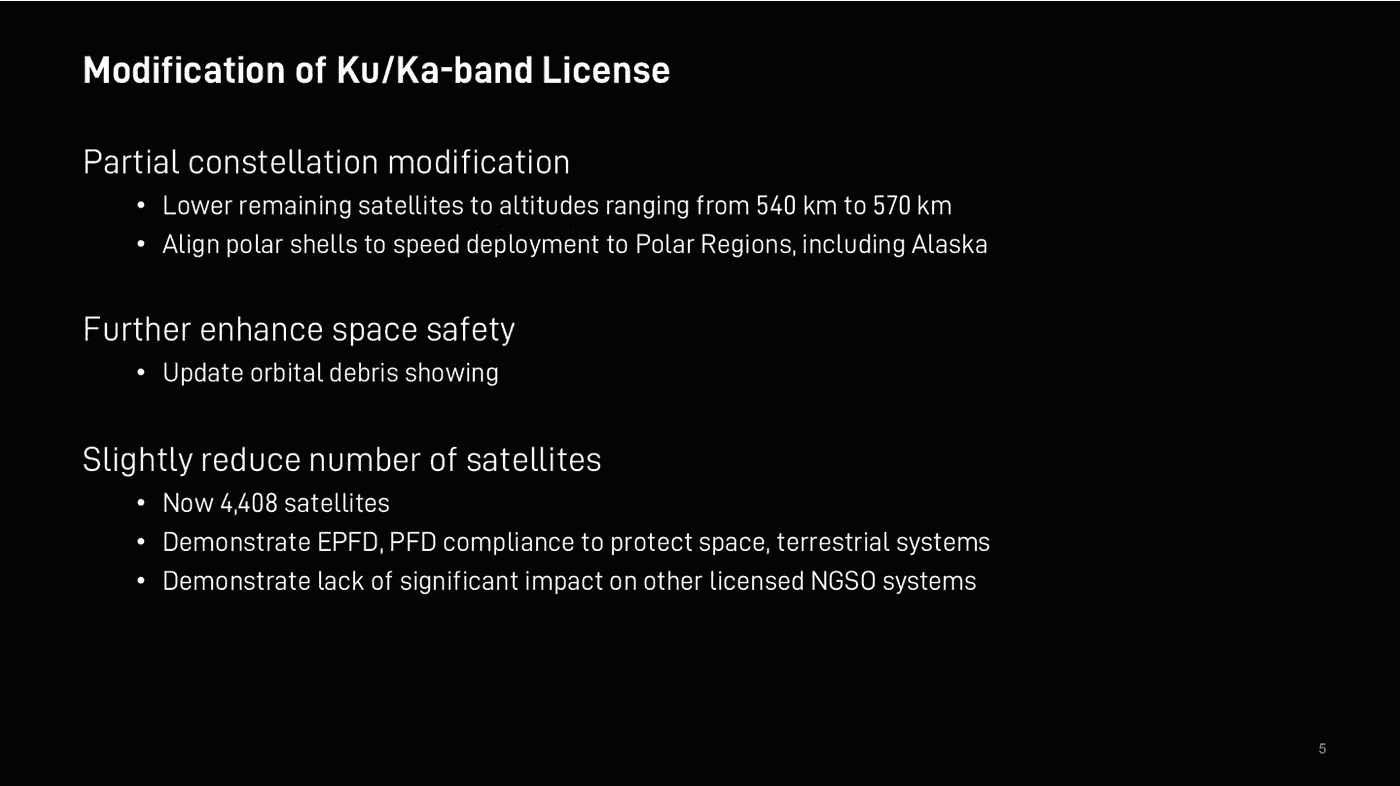 Modification of Ku/Ka-band License
Partial constellation modification
• Lower remaining satellites to altitudes ranging from 540 km to 570 km
• Align polar shells to speed deployment to Polar Regions, including Alaska
Further enhance space safety
• Update orbital debris showing
Slightly reduce number of satellites
• Now 4,408 satellites
• Demonstrate EPFD, PFD compliance to protect space, terrestrial systems
• Demonstrate lack of significant impact on other licensed NGSO systems
5